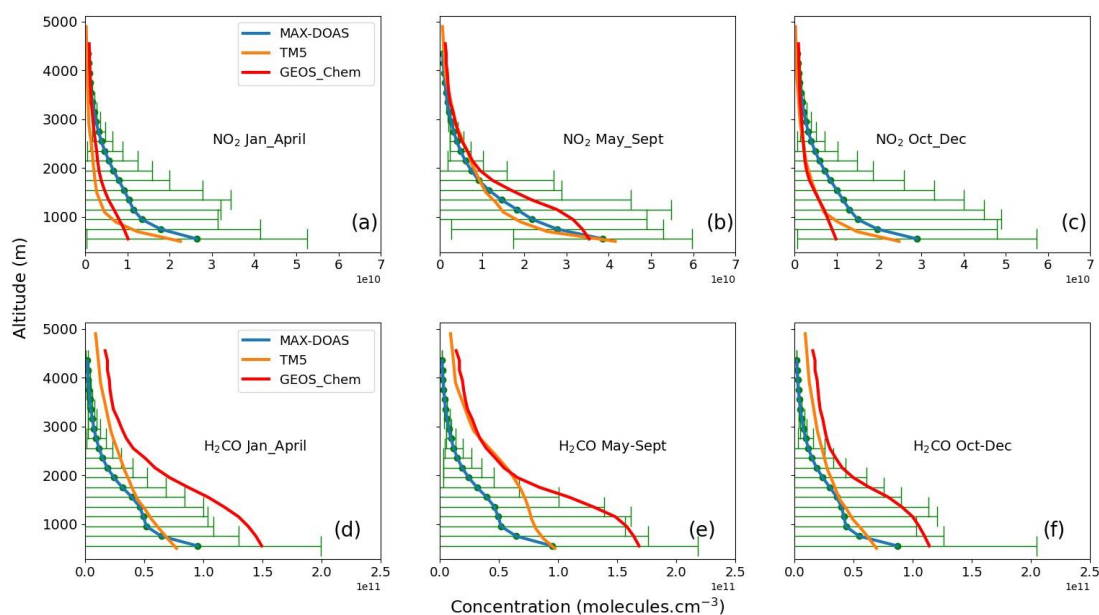 5000
4000
3000
2000
1000
MAX-DOAS
TM5
GEOS_Chem
NO₂ Jan_April
(a)
0 1 2 3 4 5 6 7
1e10
NO₂ May_Sept
(b)
0 1 2 3 4 5 6 7
1e10
NO₂ Oct_Dec
(c)
0 1 2 3 4 5 6 7
1e10
Altitude (m)
5000
4000
3000
2000
1000
MAX-DOAS
TM5
GEOS_Chem
H₂CO Jan_April
(d)
0.0 0.5 1.0 1.5 2.0 2.5
1e11
H₂CO May-Sept
(e)
0.0 0.5 1.0 1.5 2.0 2.5
1e11
H₂CO Oct-Dec
(f)
0.0 0.5 1.0 1.5 2.0 2.5
1e11
Concentration (molecules.cm⁻³)